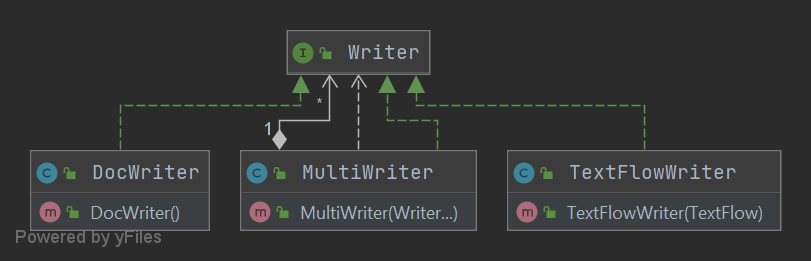 I Writer
*
1
C DocWriter
C MultiWriter
C TextFlowWriter
m DocWriter()
m MultiWriter(Writer...)
m TextFlowWriter(TextFlow)
Powered by yFiles